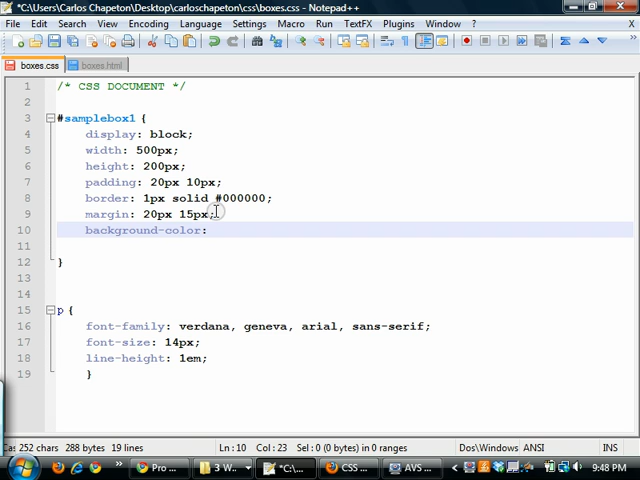 *C:\Users\Carlos Chapeton\Desktop\carloschapeton\css\boxes.css - Notepad++
File Edit Search View Encoding Language Settings Macro Run TextFX Plugins Window ? X
boxes.css boxes.html
1 /* CSS DOCUMENT */
2
3 #samplebox1 {
4 display: block;
5 width: 500px;
6 height: 200px;
7 padding: 20px 10px;
8 border: 1px solid #000000;
9 margin: 20px 15px;
10 background-color:
11
12 }
13
14
15 p {
16 font-family: verdana, geneva, arial, sans-serif;
17 font-size: 14px;
18 line-height: 1em;
19 }
Cas 252 chars 288 bytes 19 lines Ln : 10 Col : 23 Sel : 0 (0 bytes) in 0 ranges Dos\Windows ANSI INS
Pro ... 3 W... *C:\... CSS ... AVS ... 9:48 PM